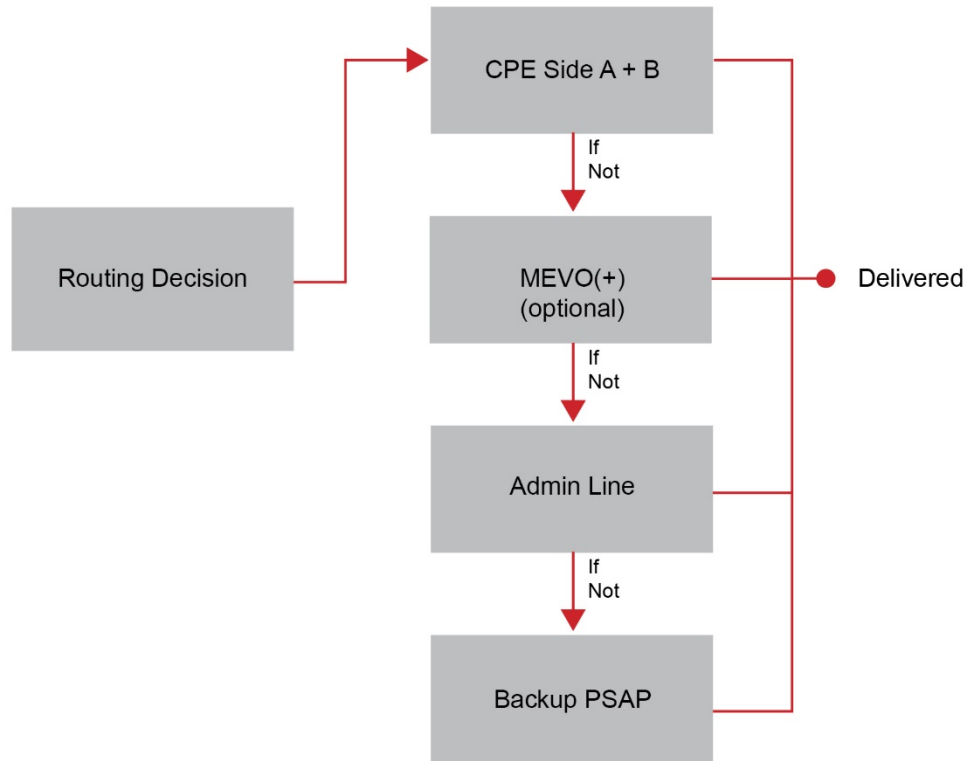 CPE Side A + B
If
Not
Routing Decision
MEVO(+)
(optional)
Delivered
If
Not
Admin Line
If
Not
Backup PSAP